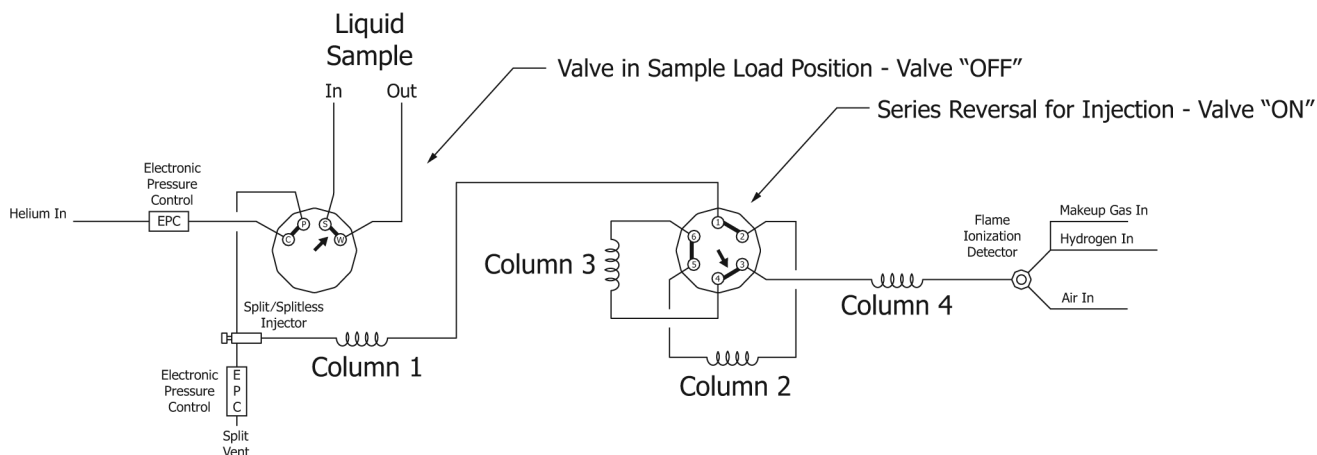 Liquid
Sample
In
Out
Valve in Sample Load Position - Valve “OFF”
Series Reversal for Injection - Valve “ON”
Electronic
Pressure
Control
Helium In
EPC
C
P
S
W
Split/Splitless
Injector
Column 1
Electronic
Pressure
Control
E
P
C
Split
Vent
Column 3
1
2
3
4
5
6
Column 2
Column 4
Flame
Ionization
Detector
Makeup Gas In
Hydrogen In
Air In